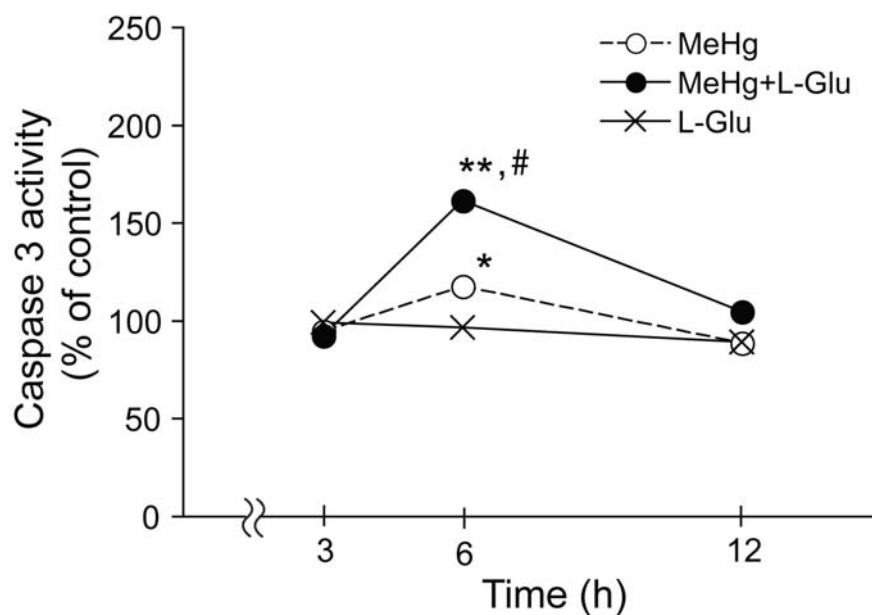 250
200
150
100
50
0
Caspase 3 activity
(% of control)
MeHg
MeHg+L-Glu
L-Glu
**, #
*
3 6 12
Time (h)